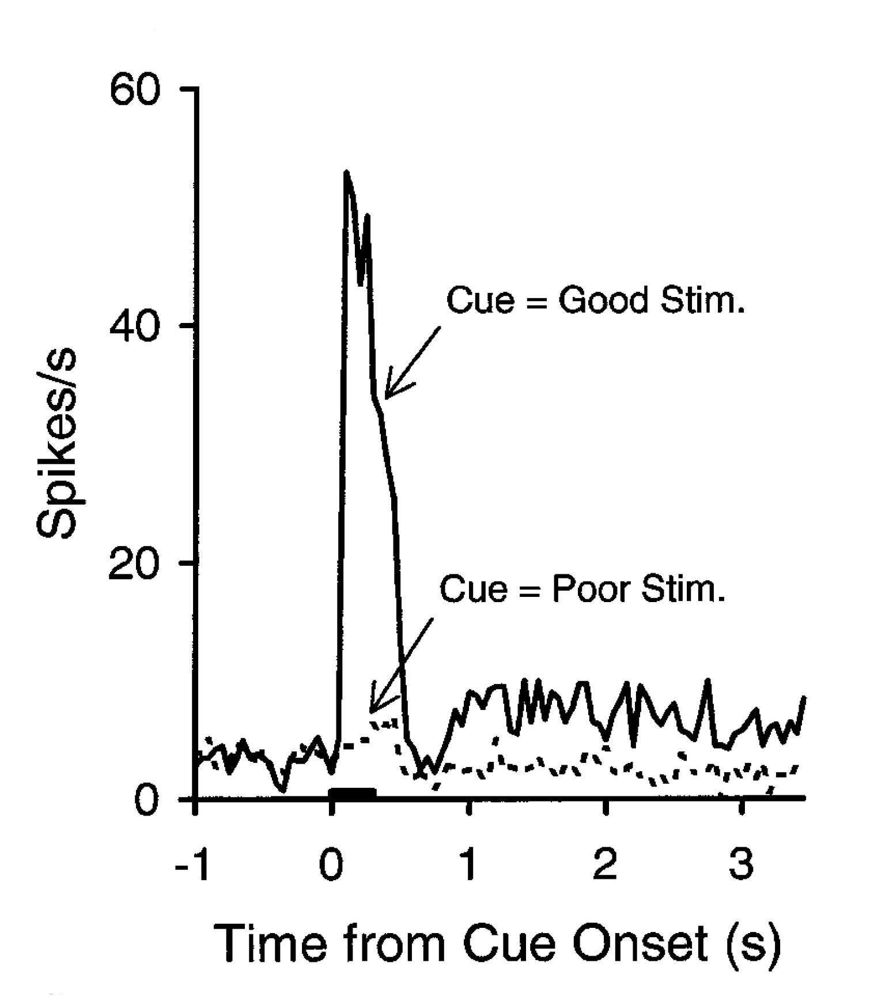 60
40
20
0
Spikes/s
Cue = Good Stim.
Cue = Poor Stim.
-1 0 1 2 3
Time from Cue Onset (s)